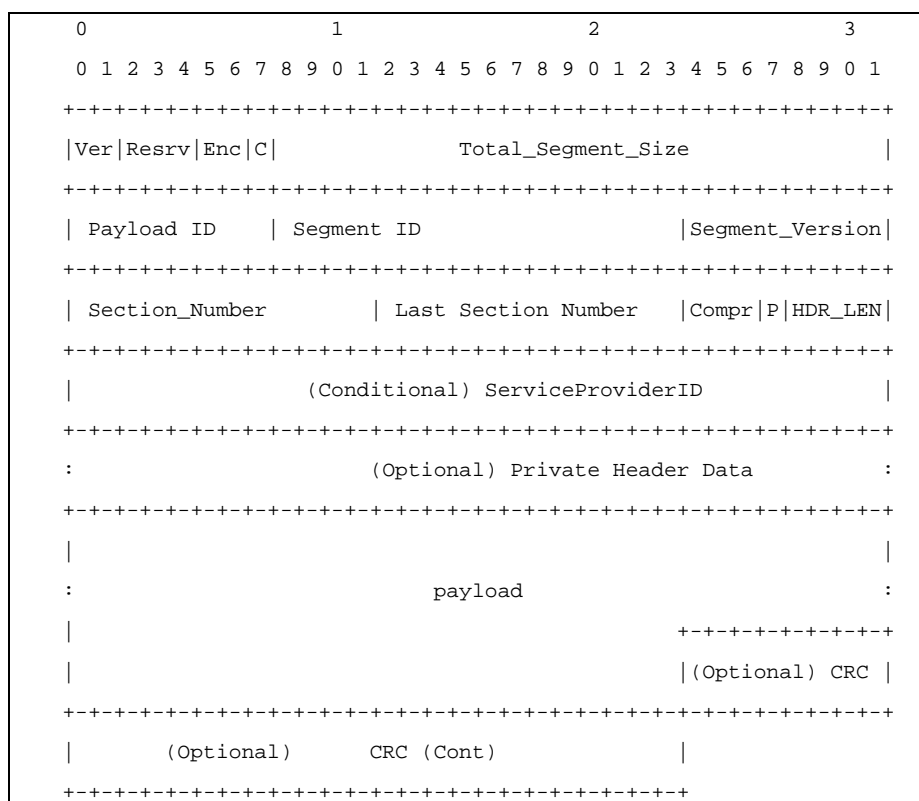 0                   1                   2                   3
 0 1 2 3 4 5 6 7 8 9 0 1 2 3 4 5 6 7 8 9 0 1 2 3 4 5 6 7 8 9 0 1
+-+-+-+-+-+-+-+-+-+-+-+-+-+-+-+-+-+-+-+-+-+-+-+-+-+-+-+-+-+-+-+-+
|Ver|Resrv|Enc|C|              Total_Segment_Size               |
+-+-+-+-+-+-+-+-+-+-+-+-+-+-+-+-+-+-+-+-+-+-+-+-+-+-+-+-+-+-+-+-+
| Payload ID    | Segment ID                    |Segment_Version|
+-+-+-+-+-+-+-+-+-+-+-+-+-+-+-+-+-+-+-+-+-+-+-+-+-+-+-+-+-+-+-+-+
| Section_Number        | Last Section Number   |Compr|P|HDR_LEN|
+-+-+-+-+-+-+-+-+-+-+-+-+-+-+-+-+-+-+-+-+-+-+-+-+-+-+-+-+-+-+-+-+
|                  (Conditional) ServiceProviderID              |
+-+-+-+-+-+-+-+-+-+-+-+-+-+-+-+-+-+-+-+-+-+-+-+-+-+-+-+-+-+-+-+-+
:                       (Optional) Private Header Data          :
+-+-+-+-+-+-+-+-+-+-+-+-+-+-+-+-+-+-+-+-+-+-+-+-+-+-+-+-+-+-+-+-+
|                                                               |
:                            payload                            :
|                                               +-+-+-+-+-+-+-+-+
|                                               |(Optional) CRC |
+-+-+-+-+-+-+-+-+-+-+-+-+-+-+-+-+-+-+-+-+-+-+-+-+-+-+-+-+-+-+-+-+
|       (Optional)      CRC (Cont)              |
+-+-+-+-+-+-+-+-+-+-+-+-+-+-+-+-+-+-+-+-+-+-+-+-+